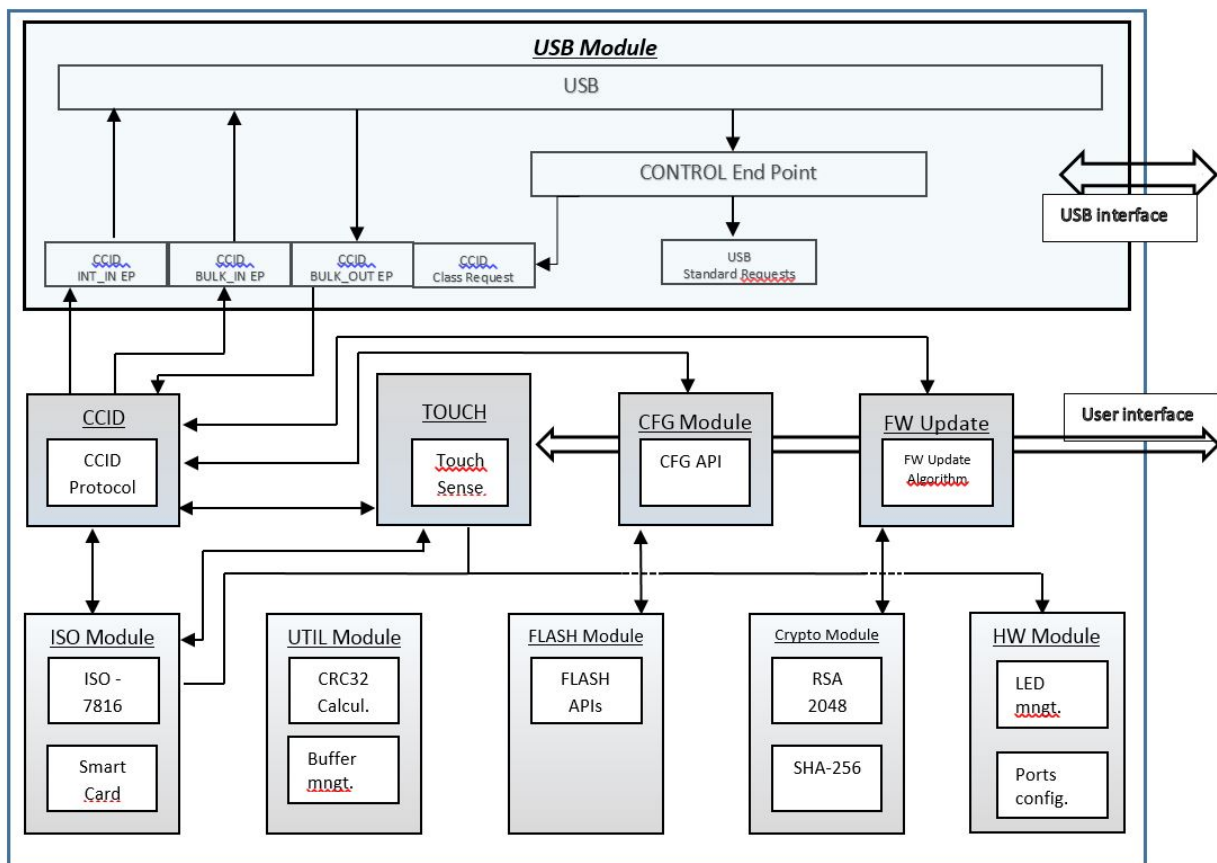 USB Module
USB
CONTROL End Point
USB interface
CCID
INT_IN EP
CCID
BULK_IN EP
CCID
BULK_OUT EP
CCID
Class Request
USB
Standard Requests
CCID
CCID
Protocol
TOUCH
Touch
Sense
CFG Module
CFG API
FW Update
FW Update
Algorithm
User interface
ISO Module
ISO -
7816
Smart
Card
UTIL Module
CRC32
Calcul.
Buffer
mngt.
FLASH Module
FLASH
APIs
Crypto Module
RSA
2048
SHA-256
HW Module
LED
mngt.
Ports
config.